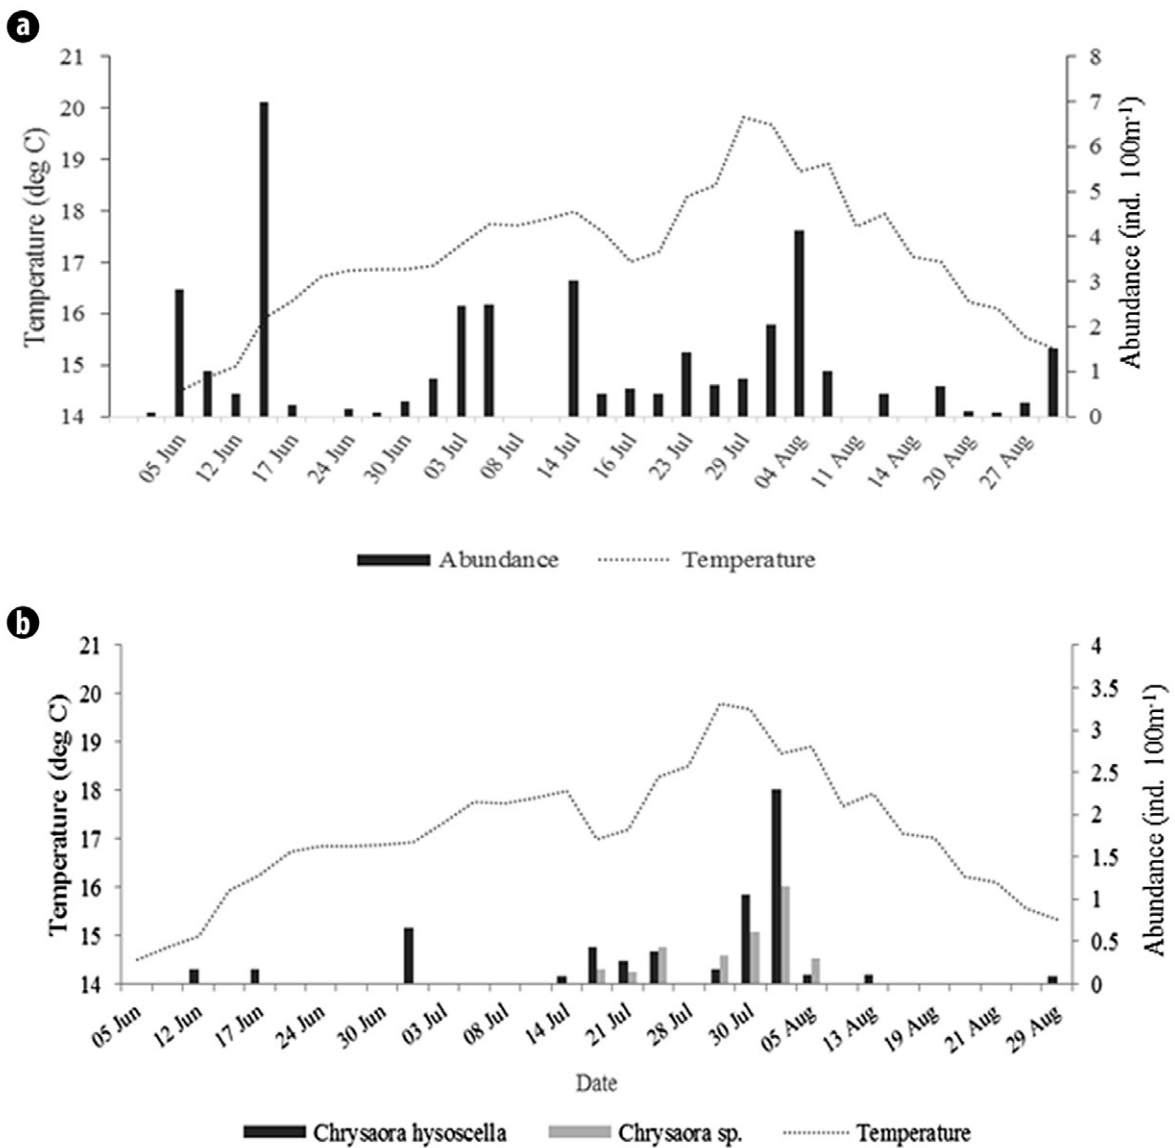 a
21
20
19
18
17
16
15
14
Temperature (deg C)
8
7
6
5
4
3
2
1
0
Abundance (ind. 100m-1)
05 Jun
12 Jun
17 Jun
24 Jun
30 Jun
03 Jul
08 Jul
14 Jul
16 Jul
23 Jul
29 Jul
04 Aug
11 Aug
14 Aug
20 Aug
27 Aug
Abundance
Temperature
b
21
20
19
18
17
16
15
14
Temperature (deg C)
4
3.5
3
2.5
2
1.5
1
0.5
0
Abundance (ind. 100m-1)
05 Jun
12 Jun
17 Jun
24 Jun
30 Jun
03 Jul
08 Jul
14 Jul
21 Jul
28 Jul
30 Jul
05 Aug
13 Aug
19 Aug
21 Aug
29 Aug
Date
Chrysaora hysoscella
Chrysaora sp.
Temperature